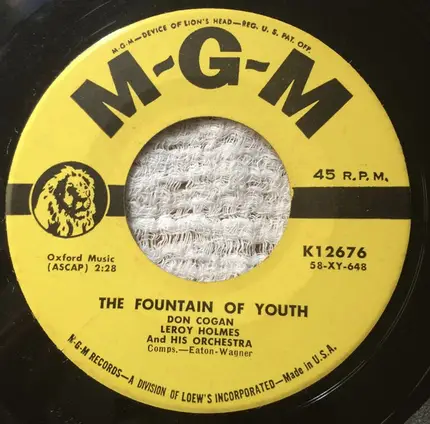 M-G-M—DEVICE OF LION'S HEAD—REG. U. S. PAT. OFF.
M-G-M
45 R.P.M.
Oxford Music
(ASCAP) 2:28
K12676
58-XY-648
THE FOUNTAIN OF YOUTH
DON COGAN
LEROY HOLMES
And HIS ORCHESTRA
Comps.—Eaton-Wagner
M-G-M RECORDS—A DIVISION OF LOEW'S INCORPORATED—Made in U.S.A.